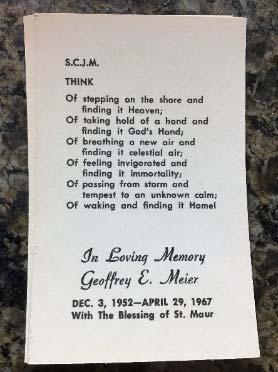 S.C.J.M.
THINK
Of stepping on the shore and
finding it Heaven;
Of taking hold of a hand and
finding it God's Hand;
Of breathing a new air and
finding it celestial air;
Of feeling invigorated and
finding it immortality;
Of passing from storm and
tempest to an unknown calm;
Of waking and finding it Home!
In Loving Memory
Geoffrey E. Meier
DEC. 3, 1952—APRIL 29, 1967
With The Blessing of St. Maur